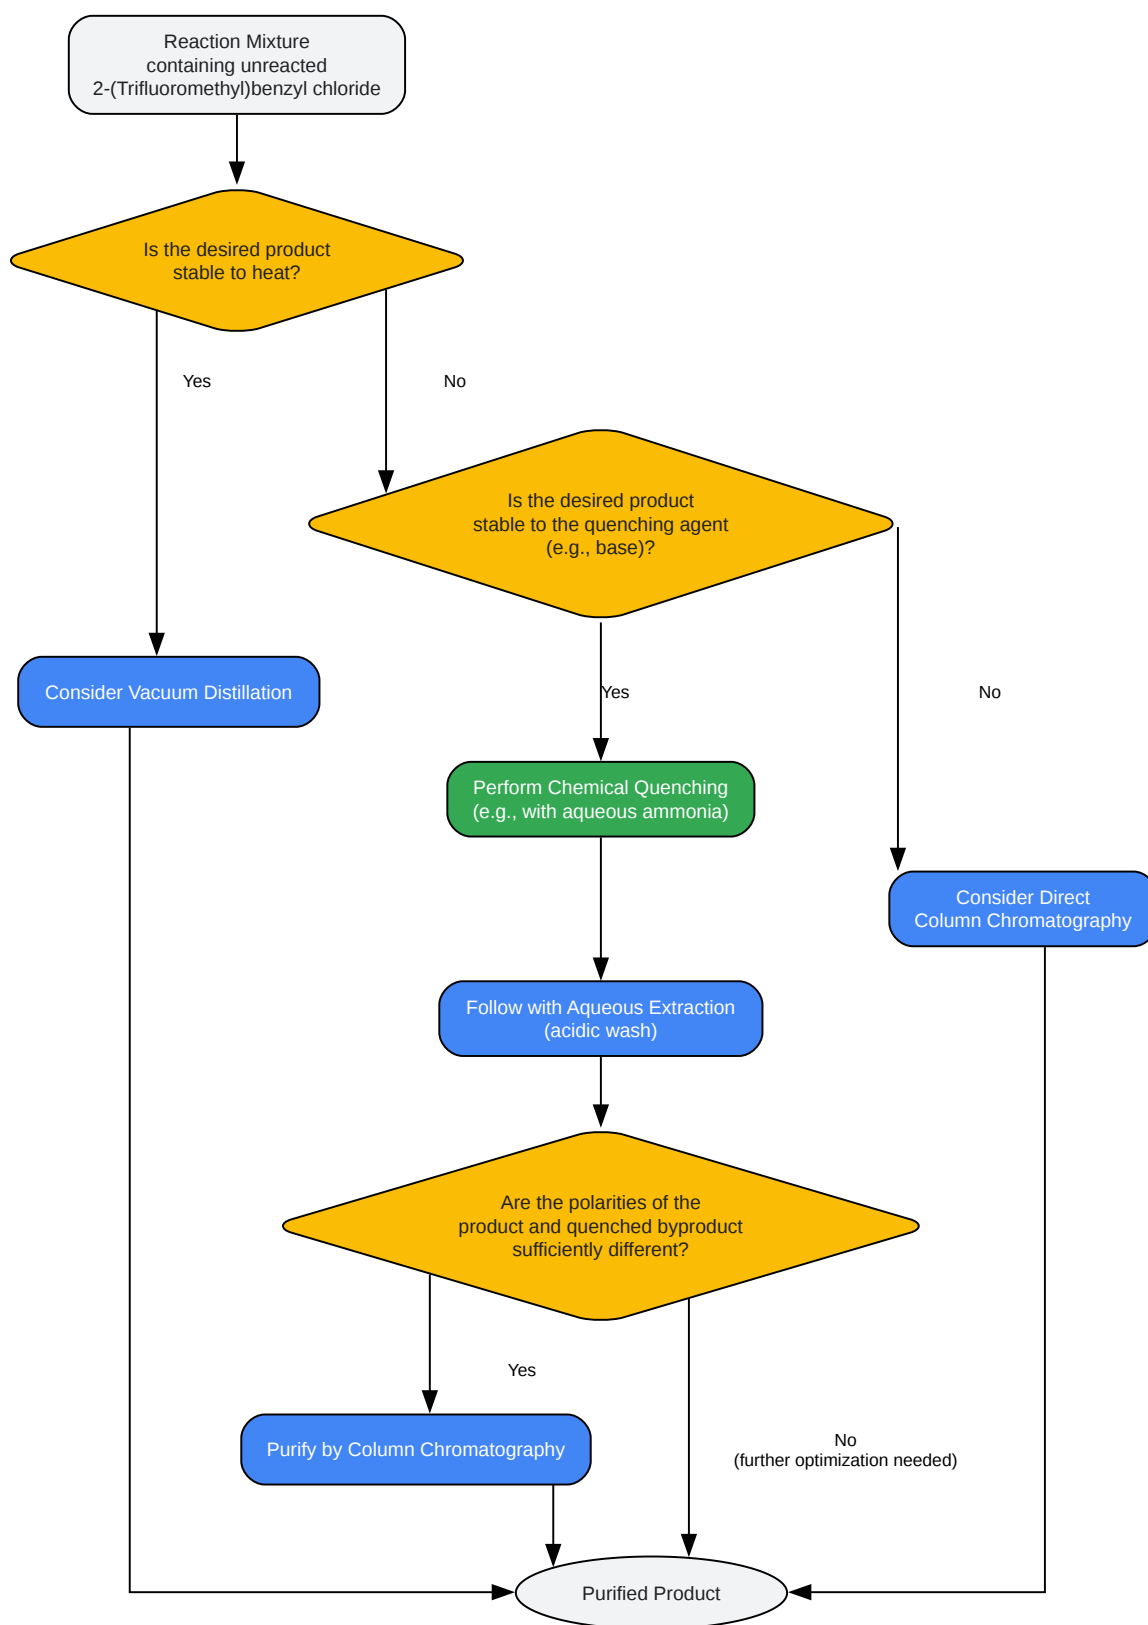 Reaction Mixture
containing unreacted
2-(Trifluoromethyl)benzyl chloride
Is the desired product
stable to heat?
Yes
No
Is the desired product
stable to the quenching agent
(e.g., base)?
Consider Vacuum Distillation
Yes
No
Perform Chemical Quenching
(e.g., with aqueous ammonia)
Consider Direct
Column Chromatography
Follow with Aqueous Extraction
(acidic wash)
Are the polarities of the
product and quenched byproduct
sufficiently different?
Yes
No
(further optimization needed)
Purify by Column Chromatography
Purified Product